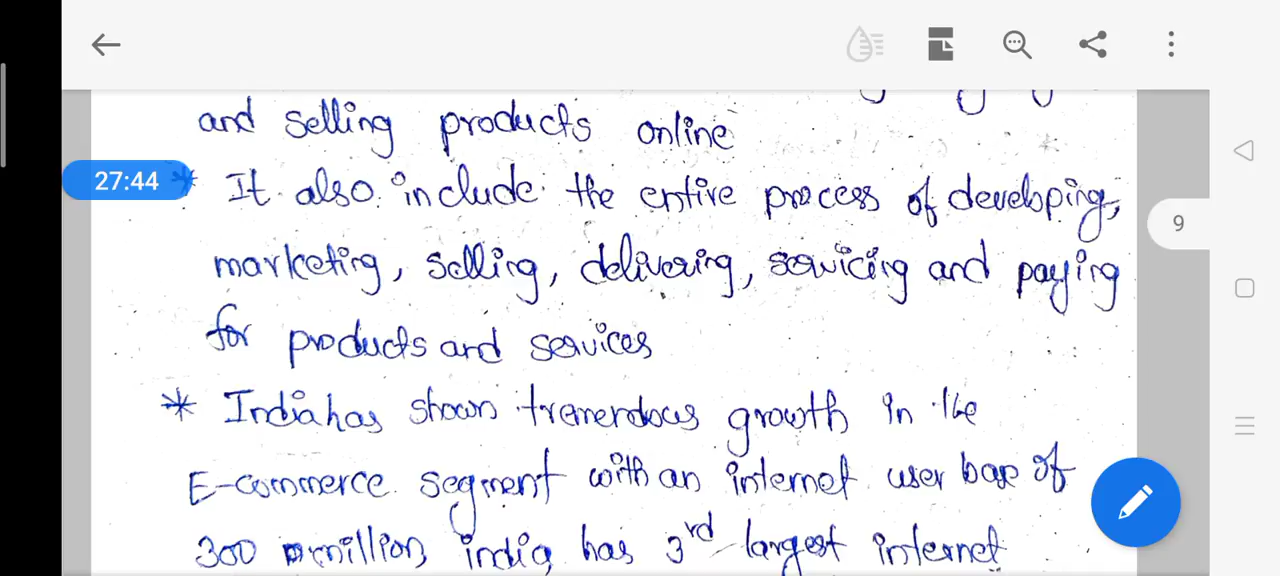 and selling products online
27:44
* It also include the entire process of developing,
9
marketing, selling, delivering, servicing and paying
for products and services
* India has shown tremerdous growth in the
E-commerce segment with an internet user base of
300 million, india has 3rd largest internet